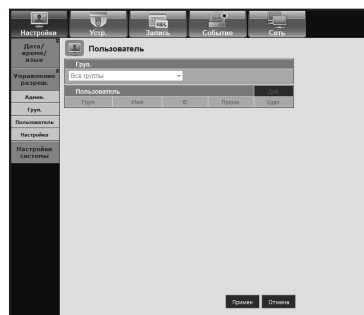 Настройки Устр. Запись Событие Сеть
Дата/
время/
язык
Пользователь
Груп.
Все группы
Управление
разреш.
Пользователь Доб.
Груп. Имя ID Просм. Удал
Админ.
Груп.
Пользователь
Настройка
Настройки
системы
Примен Отмена